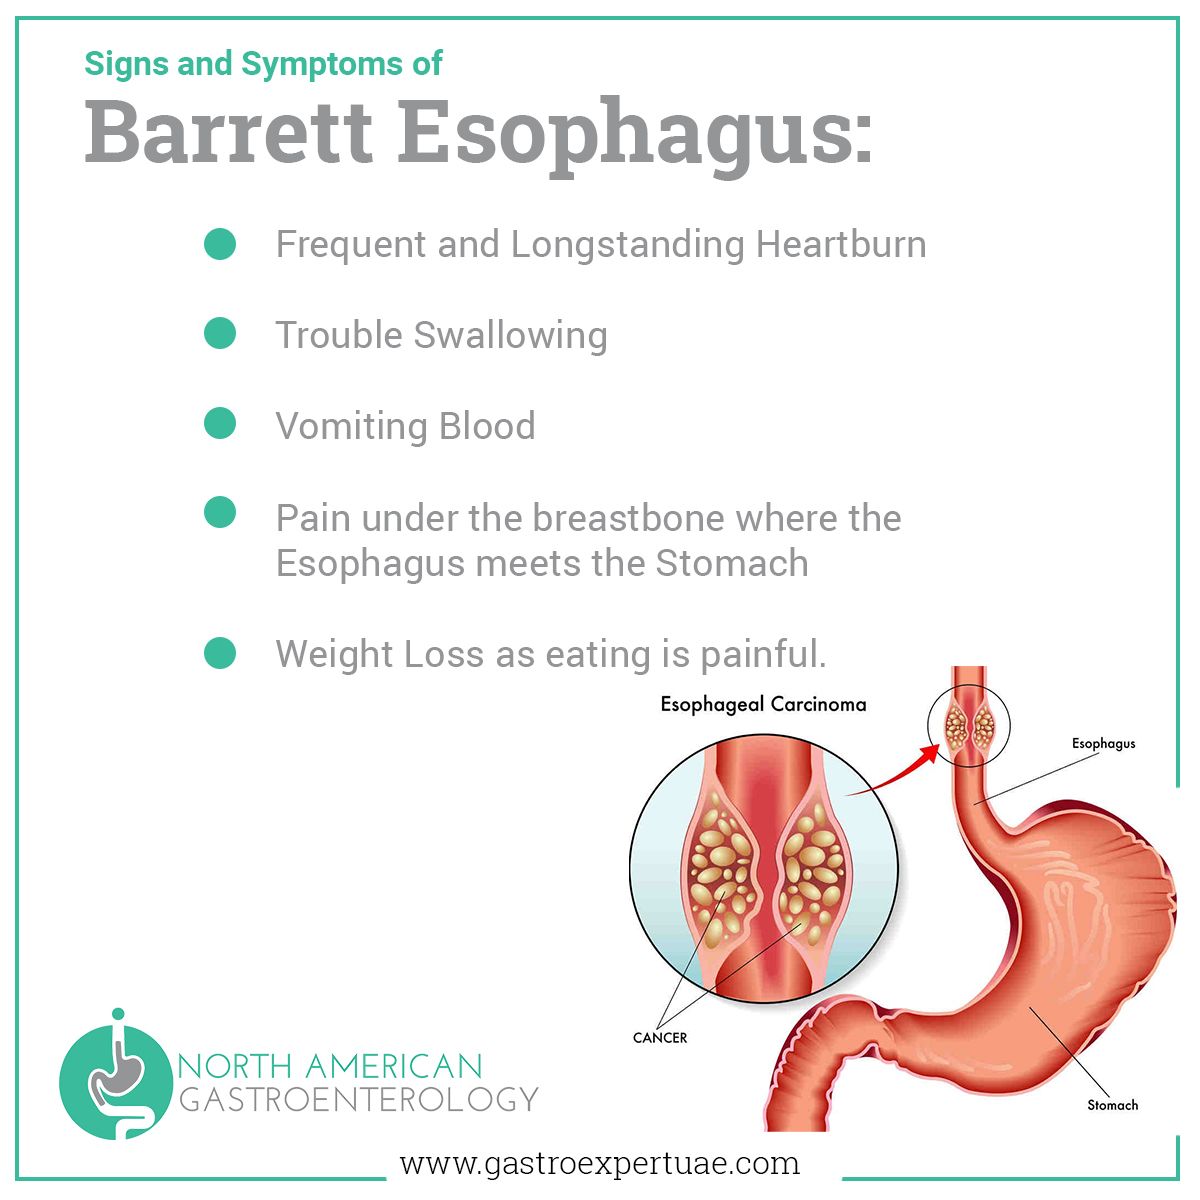 Signs and Symptoms of
Barrett Esophagus:
Frequent and Longstanding Heartburn
Trouble Swallowing
Vomiting Blood
Pain under the breastbone where the
Esophagus meets the Stomach
Weight Loss as eating is painful.
Esophageal Carcinoma
Esophagus
CANCER
Stomach
NORTH AMERICAN
GASTROENTEROLOGY
www.gastroexpertuae.com